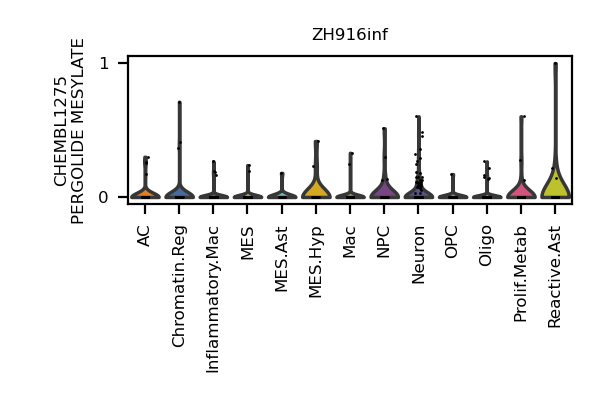 ZH916inf
CHEMBL1275
PERGOLIDE MESYLATE
1
0
AC
Chromatin.Reg
Inflammatory.Mac
MES
MES.Ast
MES.Hyp
Mac
NPC
Neuron
OPC
Oligo
Prolif.Metab
Reactive.Ast